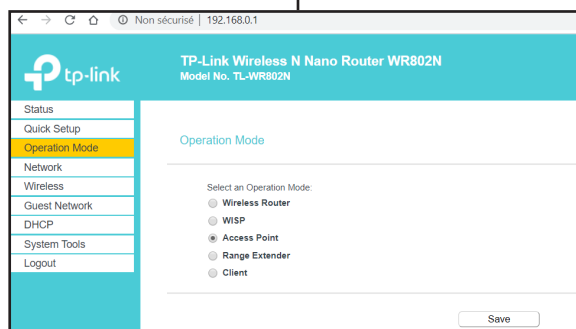 Non sécurisé | 192.168.0.1
tp-link
TP-Link Wireless N Nano Router WR802N
Model No. TL-WR802N
Status
Quick Setup
Operation Mode
Network
Wireless
Guest Network
DHCP
System Tools
Logout
Operation Mode
Select an Operation Mode:
Wireless Router
WISP
Access Point
Range Extender
Client
Save